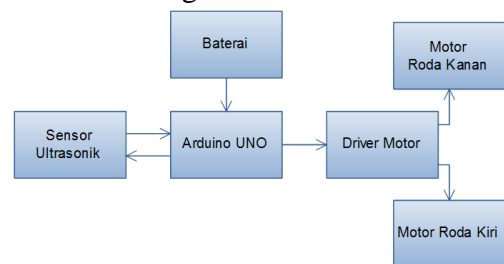 Baterai
Motor
Roda Kanan
Sensor
Ultrasonik
Arduino UNO
Driver Motor
Motor Roda Kiri